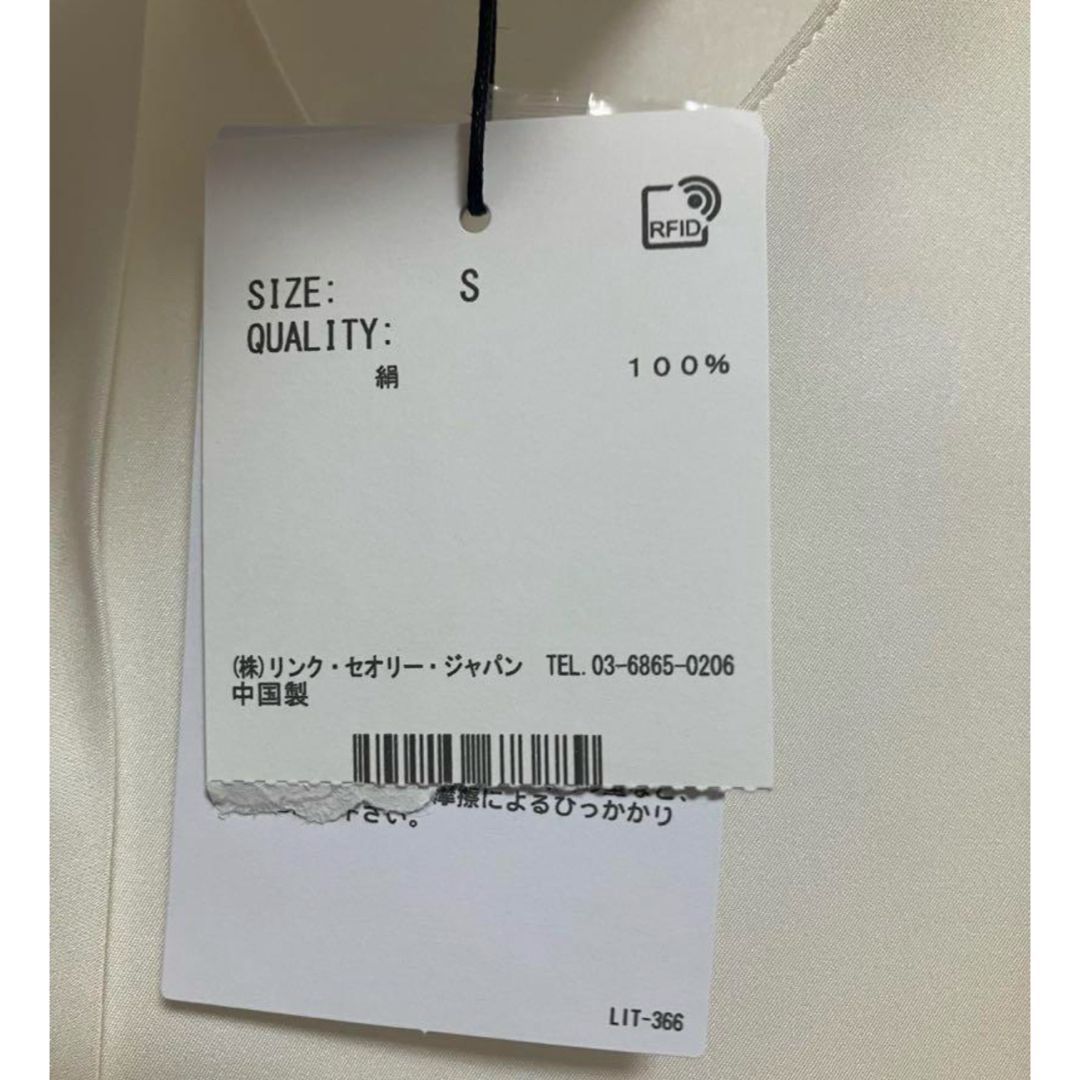 RFID
SIZE: S
QUALITY:
絹 100%
(株)リンク・セオリー・ジャパン TEL. 03-6865-0206
中国製
摩擦によるひっかかり
下さい。
LIT-366